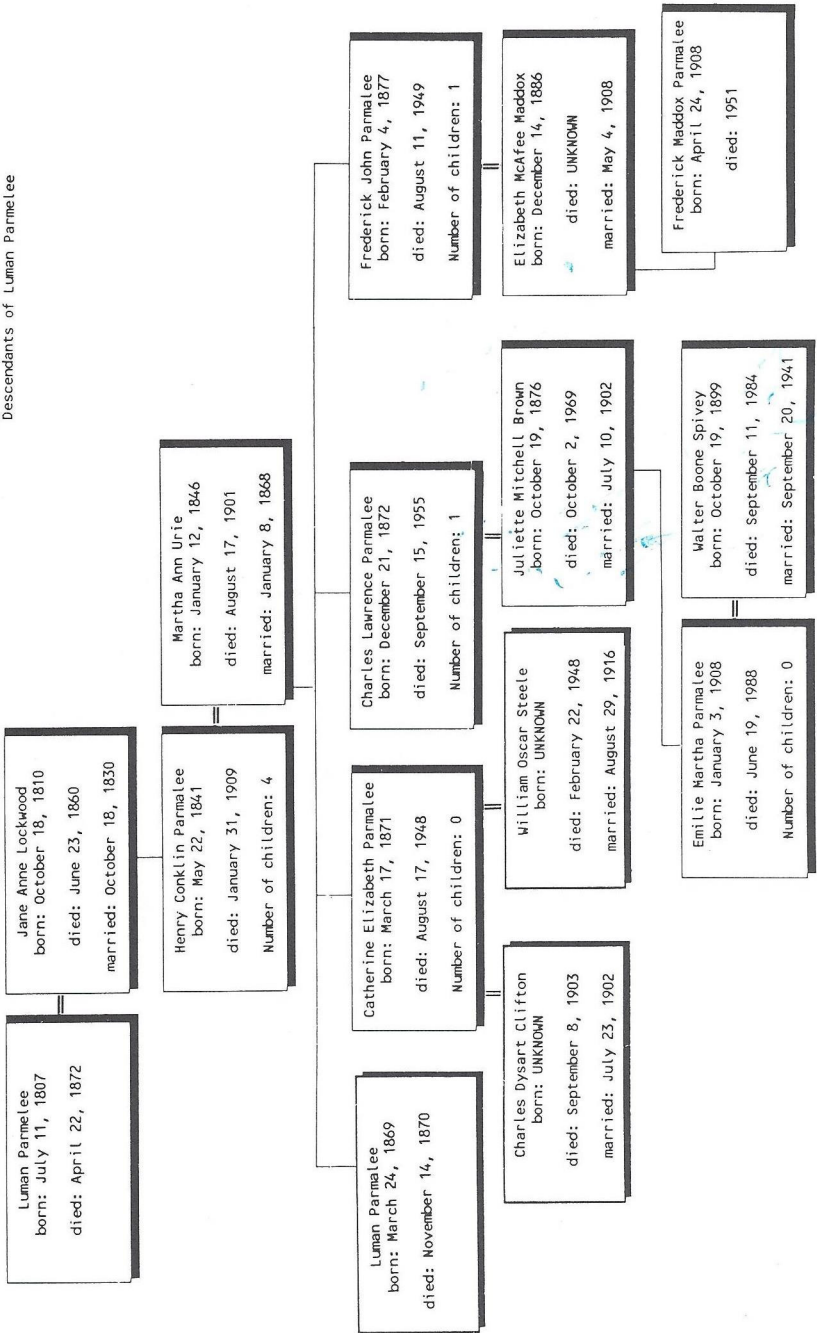 Descendants of Luman Parmelee
Luman Parmelee
born: July 11, 1807
died: April 22, 1872
Jane Anne Lockwood
born: October 18, 1810
died: June 23, 1860
married: October 18, 1830
Henry Conklin Parmalee
born: May 22, 1841
died: January 31, 1909
Number of children: 4
Martha Ann Urie
born: January 12, 1846
died: August 17, 1901
married: January 8, 1868
Luman Parmalee
born: March 24, 1869
died: November 14, 1870
Catherine Elizabeth Parmalee
born: March 17, 1871
died: August 17, 1948
Number of children: 0
Charles Lawrence Parmalee
born: December 21, 1872
died: September 15, 1955
Number of children: 1
Frederick John Parmalee
born: February 4, 1877
died: August 11, 1949
Number of children: 1
Charles Dysart Clifton
born: UNKNOWN
died: September 8, 1903
married: July 23, 1902
William Oscar Steele
born: UNKNOWN
died: February 22, 1948
married: August 29, 1916
Juliette Mitchell Brown
born: October 19, 1876
died: October 2, 1969
married: July 10, 1902
Elizabeth McAfee Maddox
born: December 14, 1886
died: UNKNOWN
married: May 4, 1908
Emilie Martha Parmalee
born: January 3, 1908
died: June 19, 1988
Number of children: 0
Walter Boone Spivey
born: October 19, 1899
died: September 11, 1984
married: September 20, 1941
Frederick Maddox Parmalee
born: April 24, 1908
died: 1951